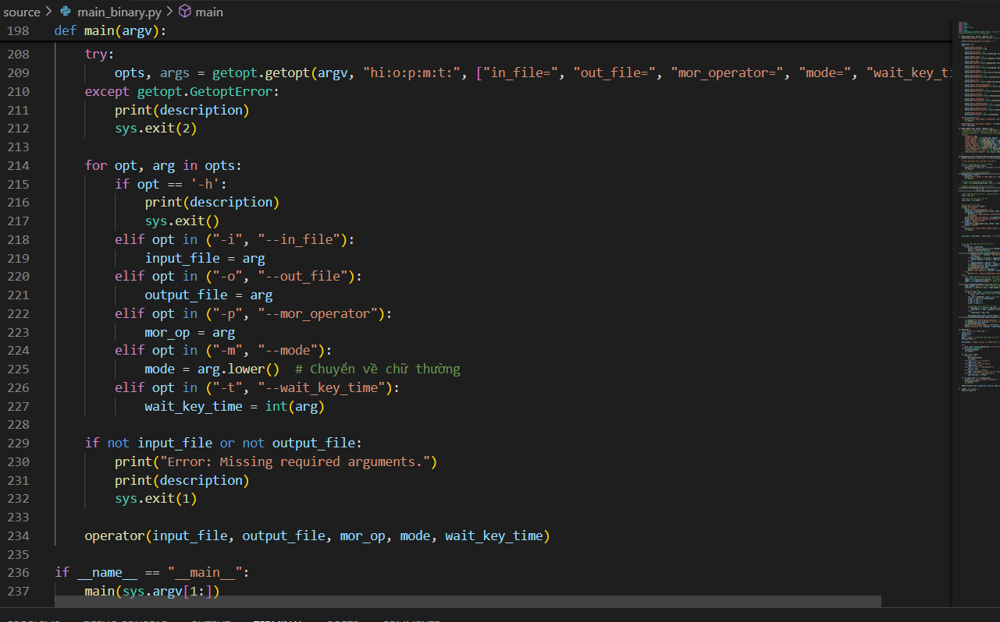 source > main_binary.py > main
198 def main(argv):
208 try:
209 opts, args = getopt.getopt(argv, "hi:o:p:m:t:", ["in_file=", "out_file=", "mor_operator=", "mode=", "wait_key_ti
210 except getopt.GetoptError:
211 print(description)
212 sys.exit(2)
213
214 for opt, arg in opts:
215 if opt == '-h':
216 print(description)
217 sys.exit()
218 elif opt in ("-i", "--in_file"):
219 input_file = arg
220 elif opt in ("-o", "--out_file"):
221 output_file = arg
222 elif opt in ("-p", "--mor_operator"):
223 mor_op = arg
224 elif opt in ("-m", "--mode"):
225 mode = arg.lower()  # Chuyển về chữ thường
226 elif opt in ("-t", "--wait_key_time"):
227 wait_key_time = int(arg)
228
229 if not input_file or not output_file:
230 print("Error: Missing required arguments.")
231 print(description)
232 sys.exit(1)
233
234 operator(input_file, output_file, mor_op, mode, wait_key_time)
235
236 if __name__ == "__main__":
237 main(sys.argv[1:])